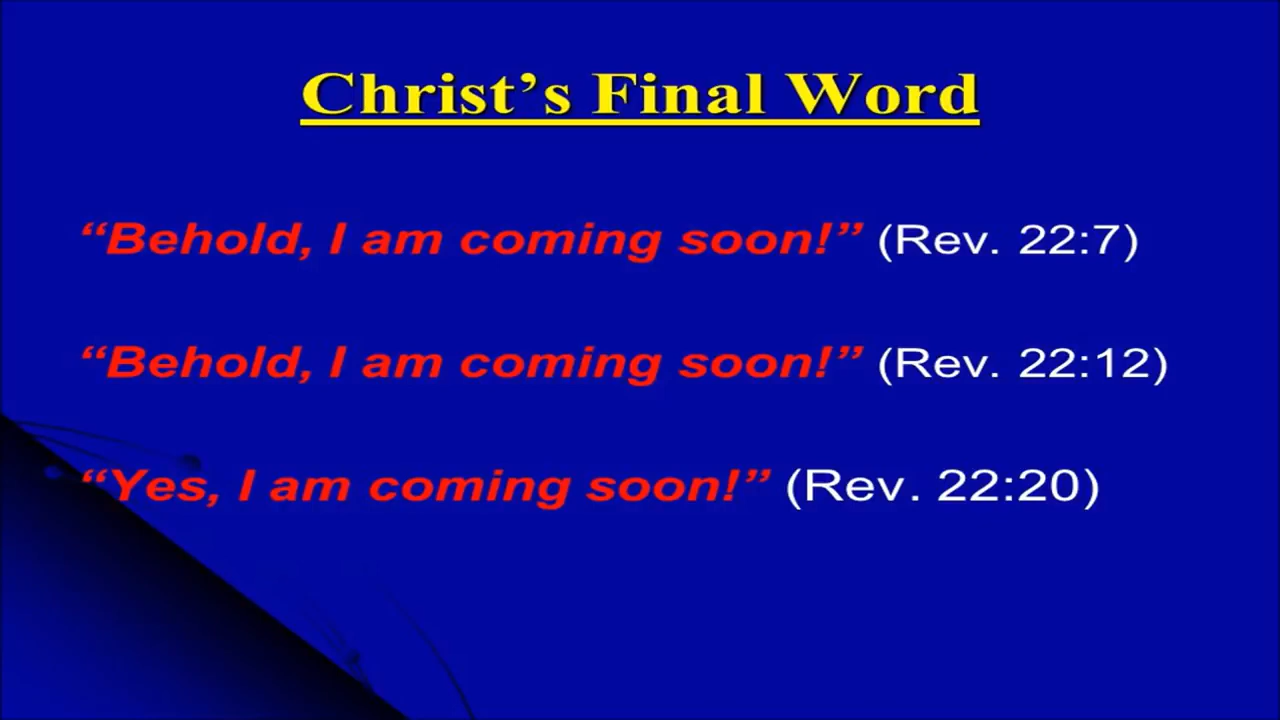 Christ’s Final Word
“Behold, I am coming soon!” (Rev. 22:7)
“Behold, I am coming soon!” (Rev. 22:12)
“Yes, I am coming soon!” (Rev. 22:20)